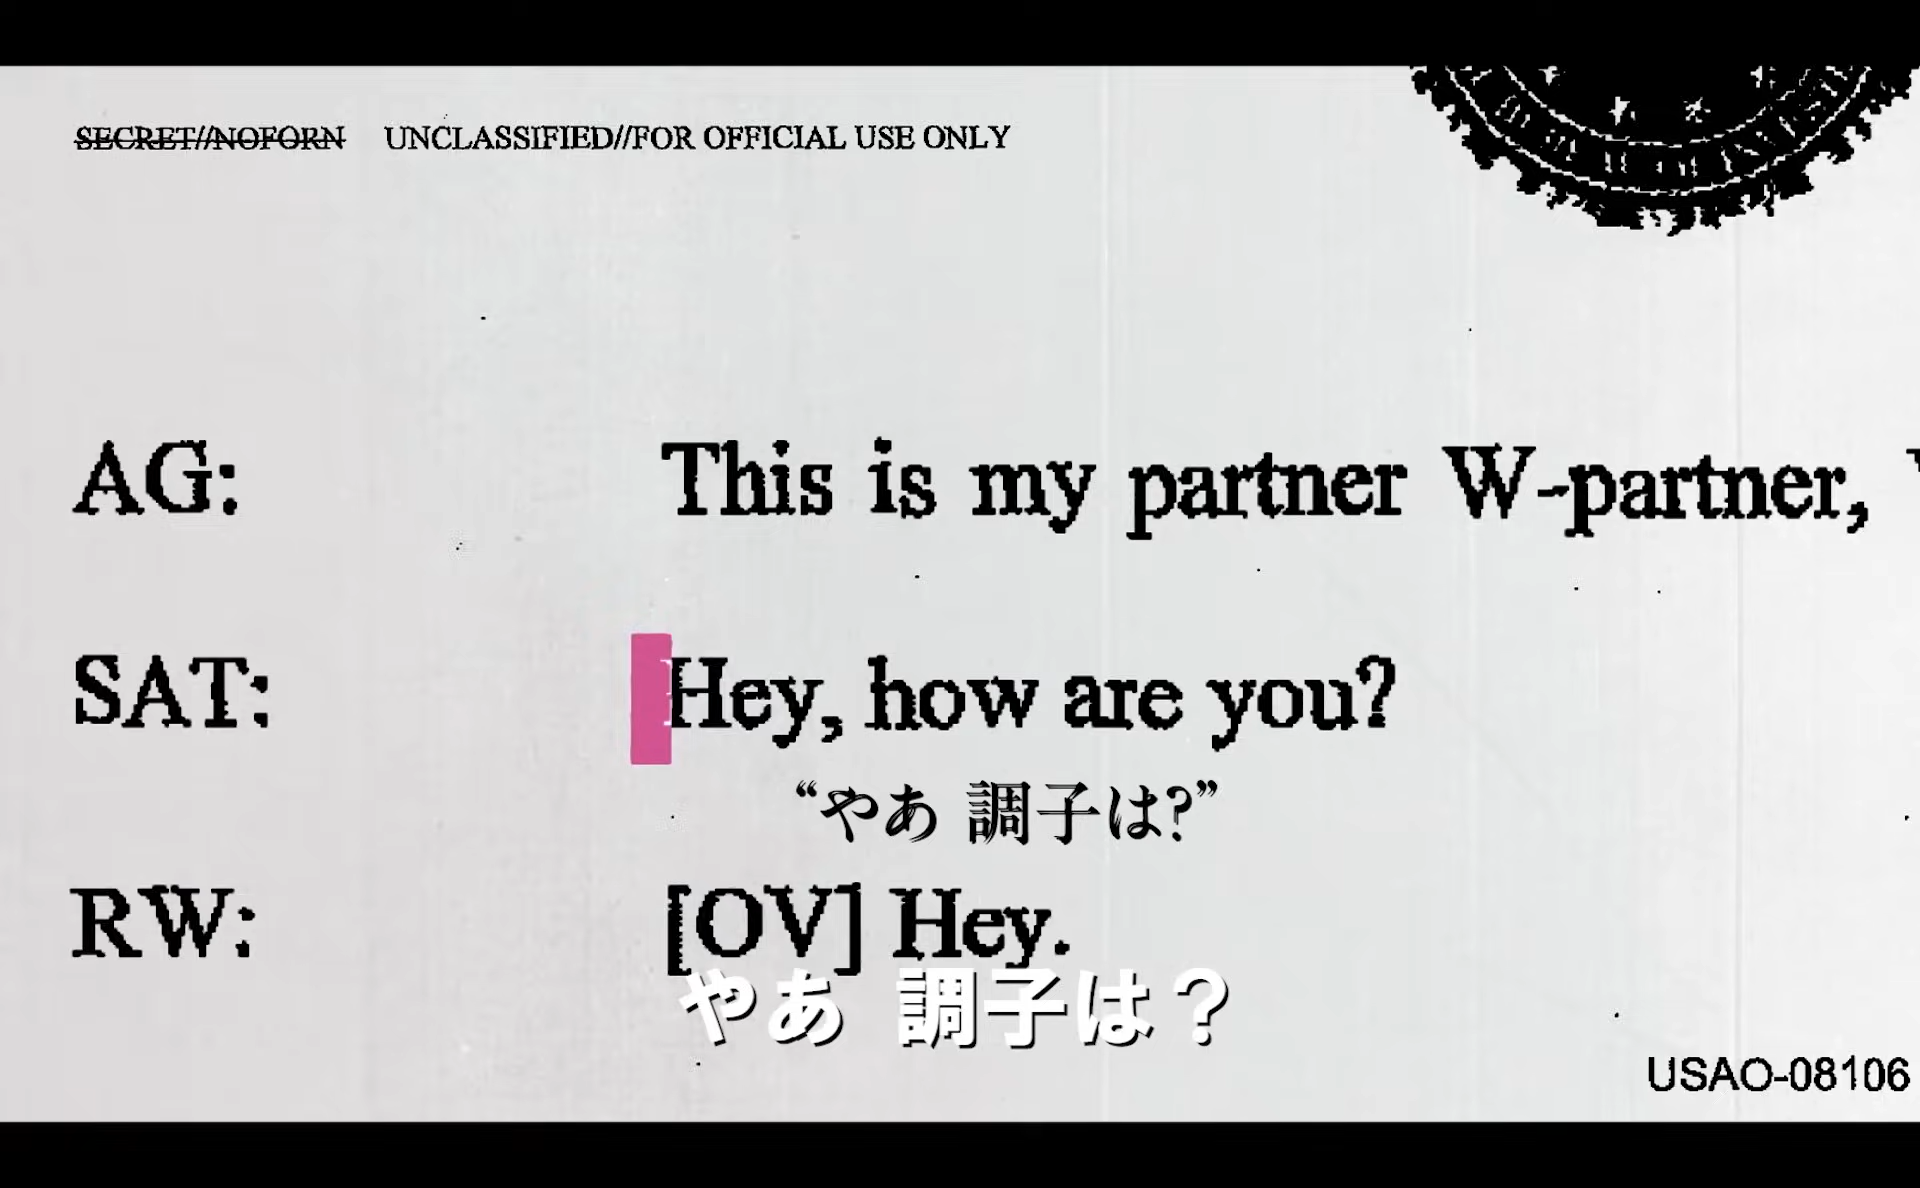 SECRET//NOFORN UNCLASSIFIED//FOR OFFICIAL USE ONLY
AG: This is my partner W-partner,
SAT: Hey, how are you?
“やあ 調子は?”
RW: [OV] Hey.
やあ 調子は？
USAO-08106